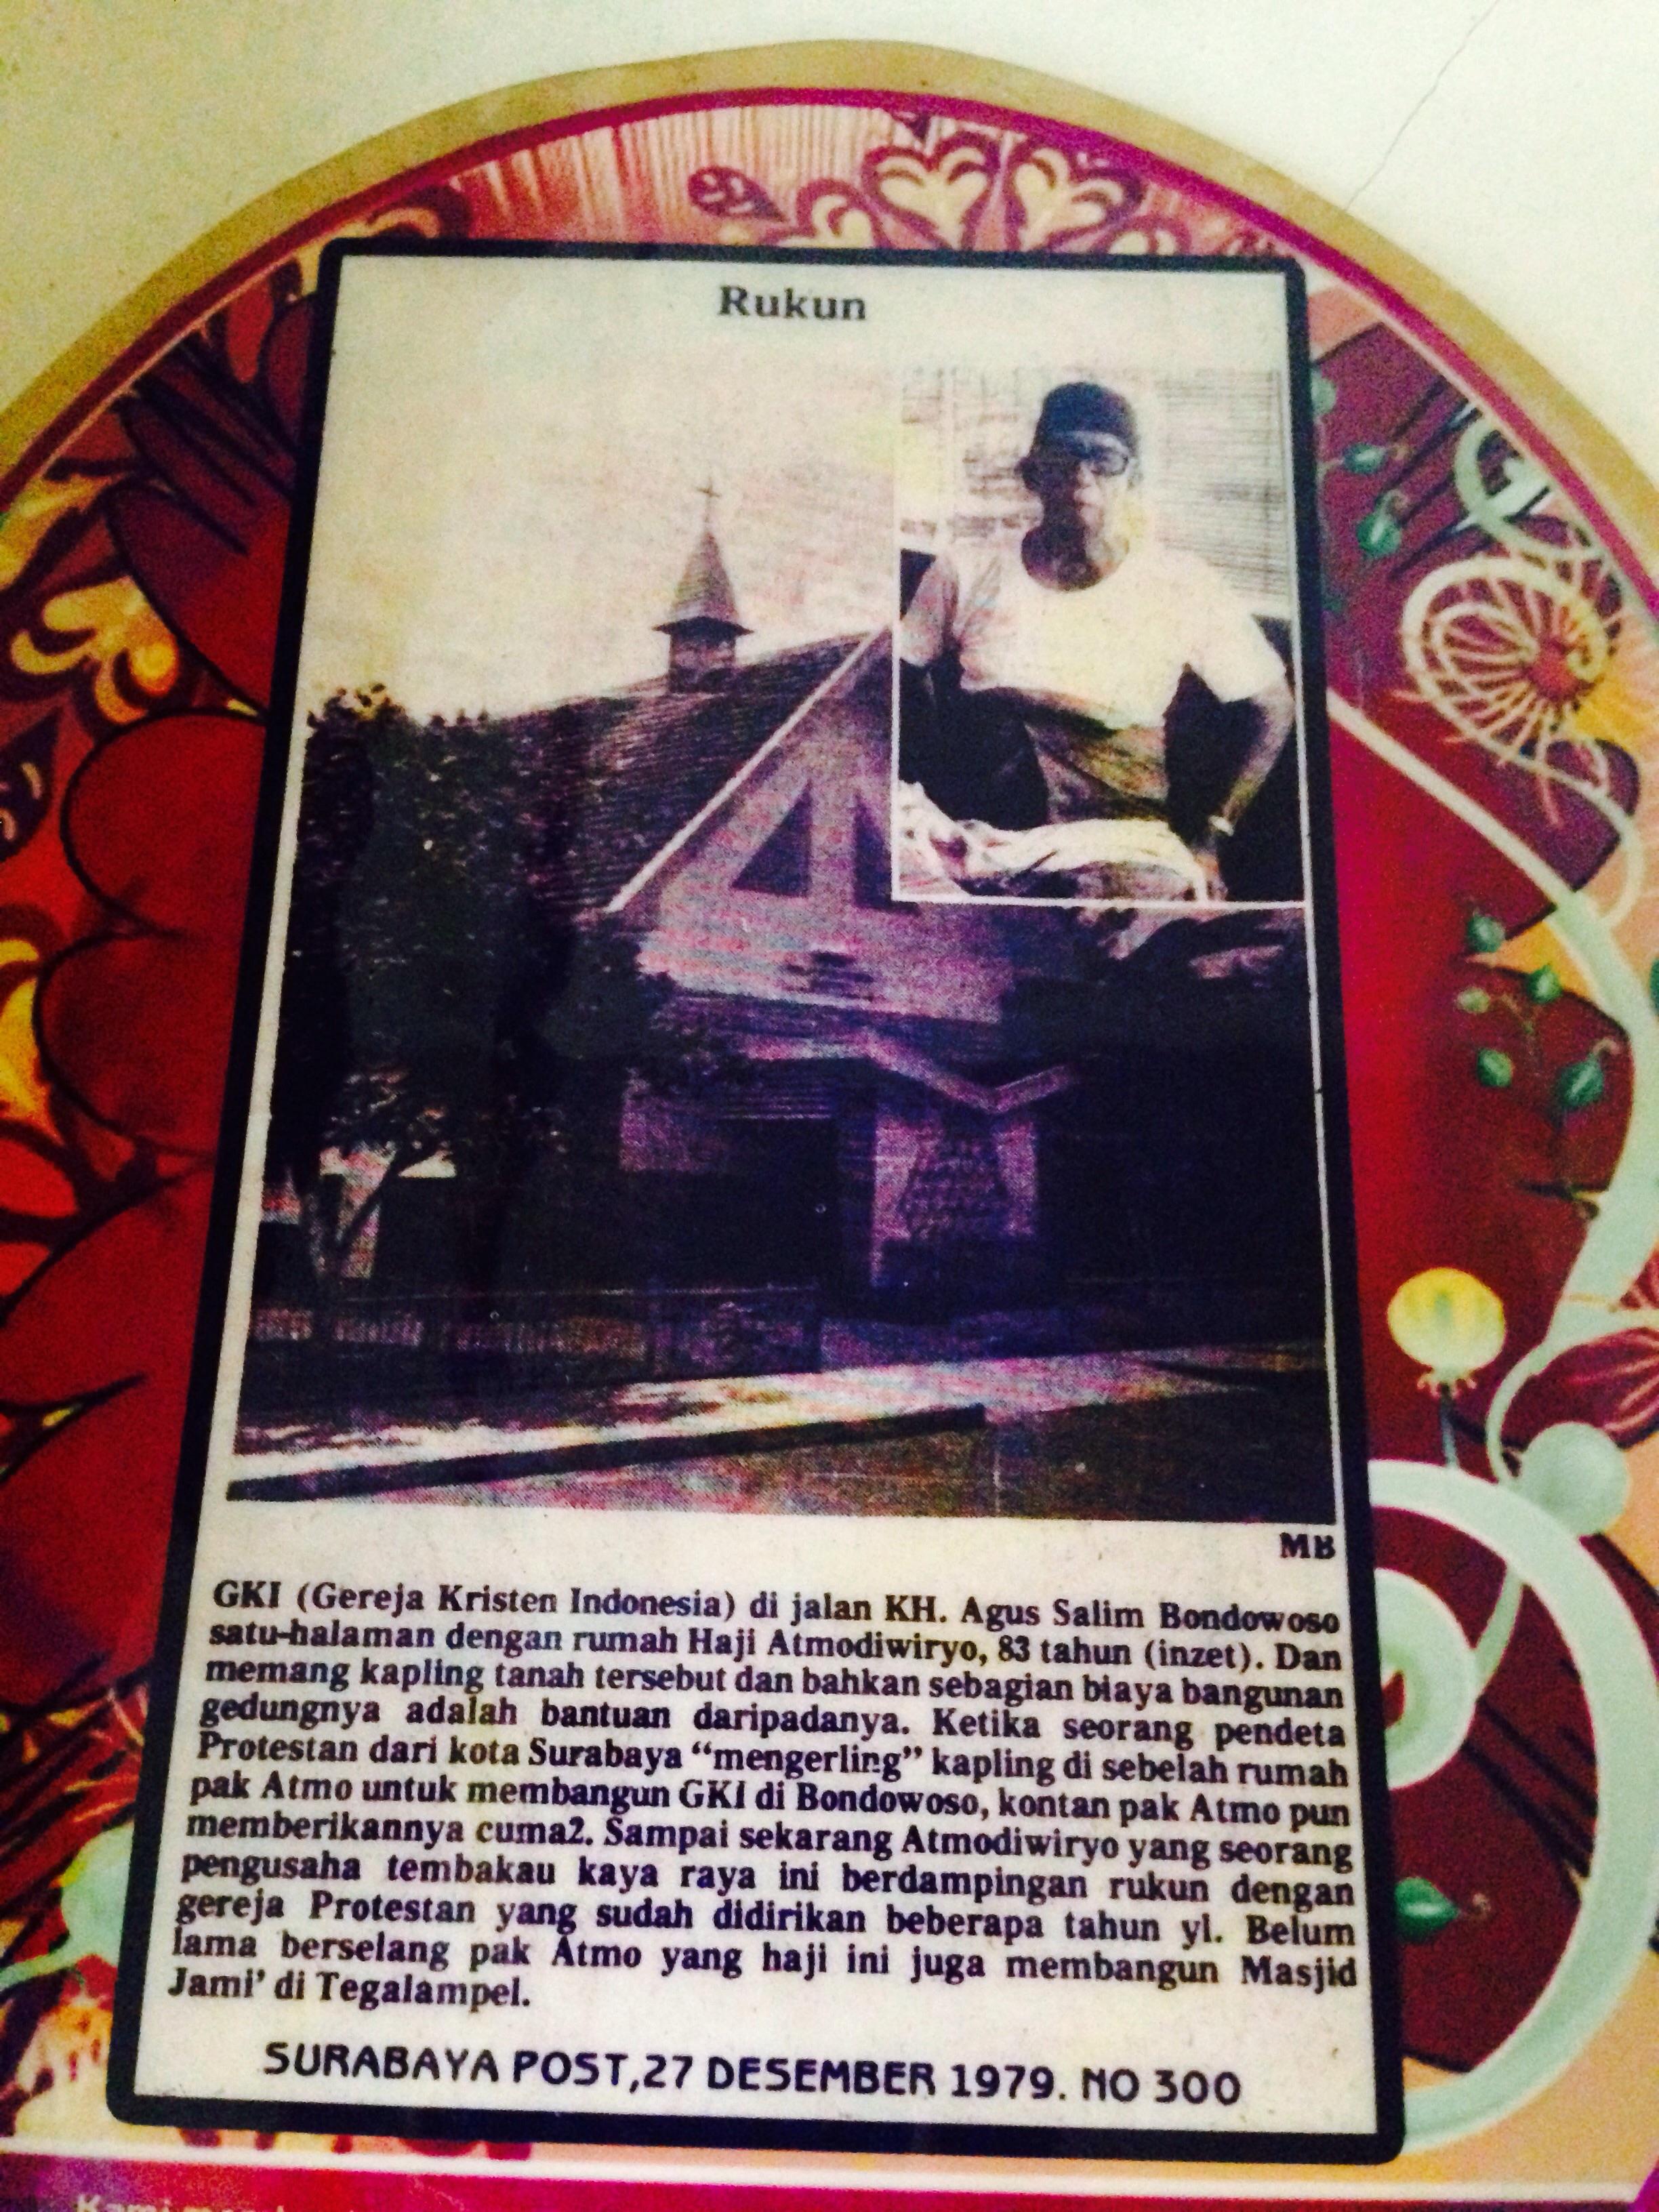 Rukun
MB
GKI (Gereja Kristen Indonesia) di jalan KH. Agus Salim Bondowoso
satu-halaman dengan rumah Haji Atmodiwiryo, 83 tahun (inzet). Dan
memang kapling tanah tersebut dan bahkan sebagian biaya bangunan
gedungnya adalah bantuan daripadanya. Ketika seorang pendeta
Protestan dari kota Surabaya “mengerling” kapling di sebelah rumah
pak Atmo untuk membangun GKI di Bondowoso, kontan pak Atmo pun
memberikannya cuma2. Sampai sekarang Atmodiwiryo yang seorang
pengusaha tembakau kaya raya ini berdampingan rukun dengan
gereja Protestan yang sudah didirikan beberapa tahun yl. Belum
lama berselang pak Atmo yang haji ini juga membangun Masjid
Jami’ di Tegalampel.
SURABAYA POST,27 DESEMBER 1979. NO 300